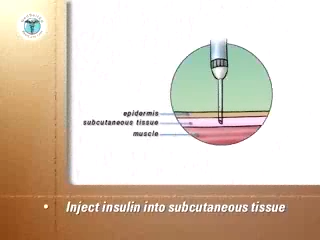 epidermis
subcutaneous tissue
muscle
• Inject insulin into subcutaneous tissue